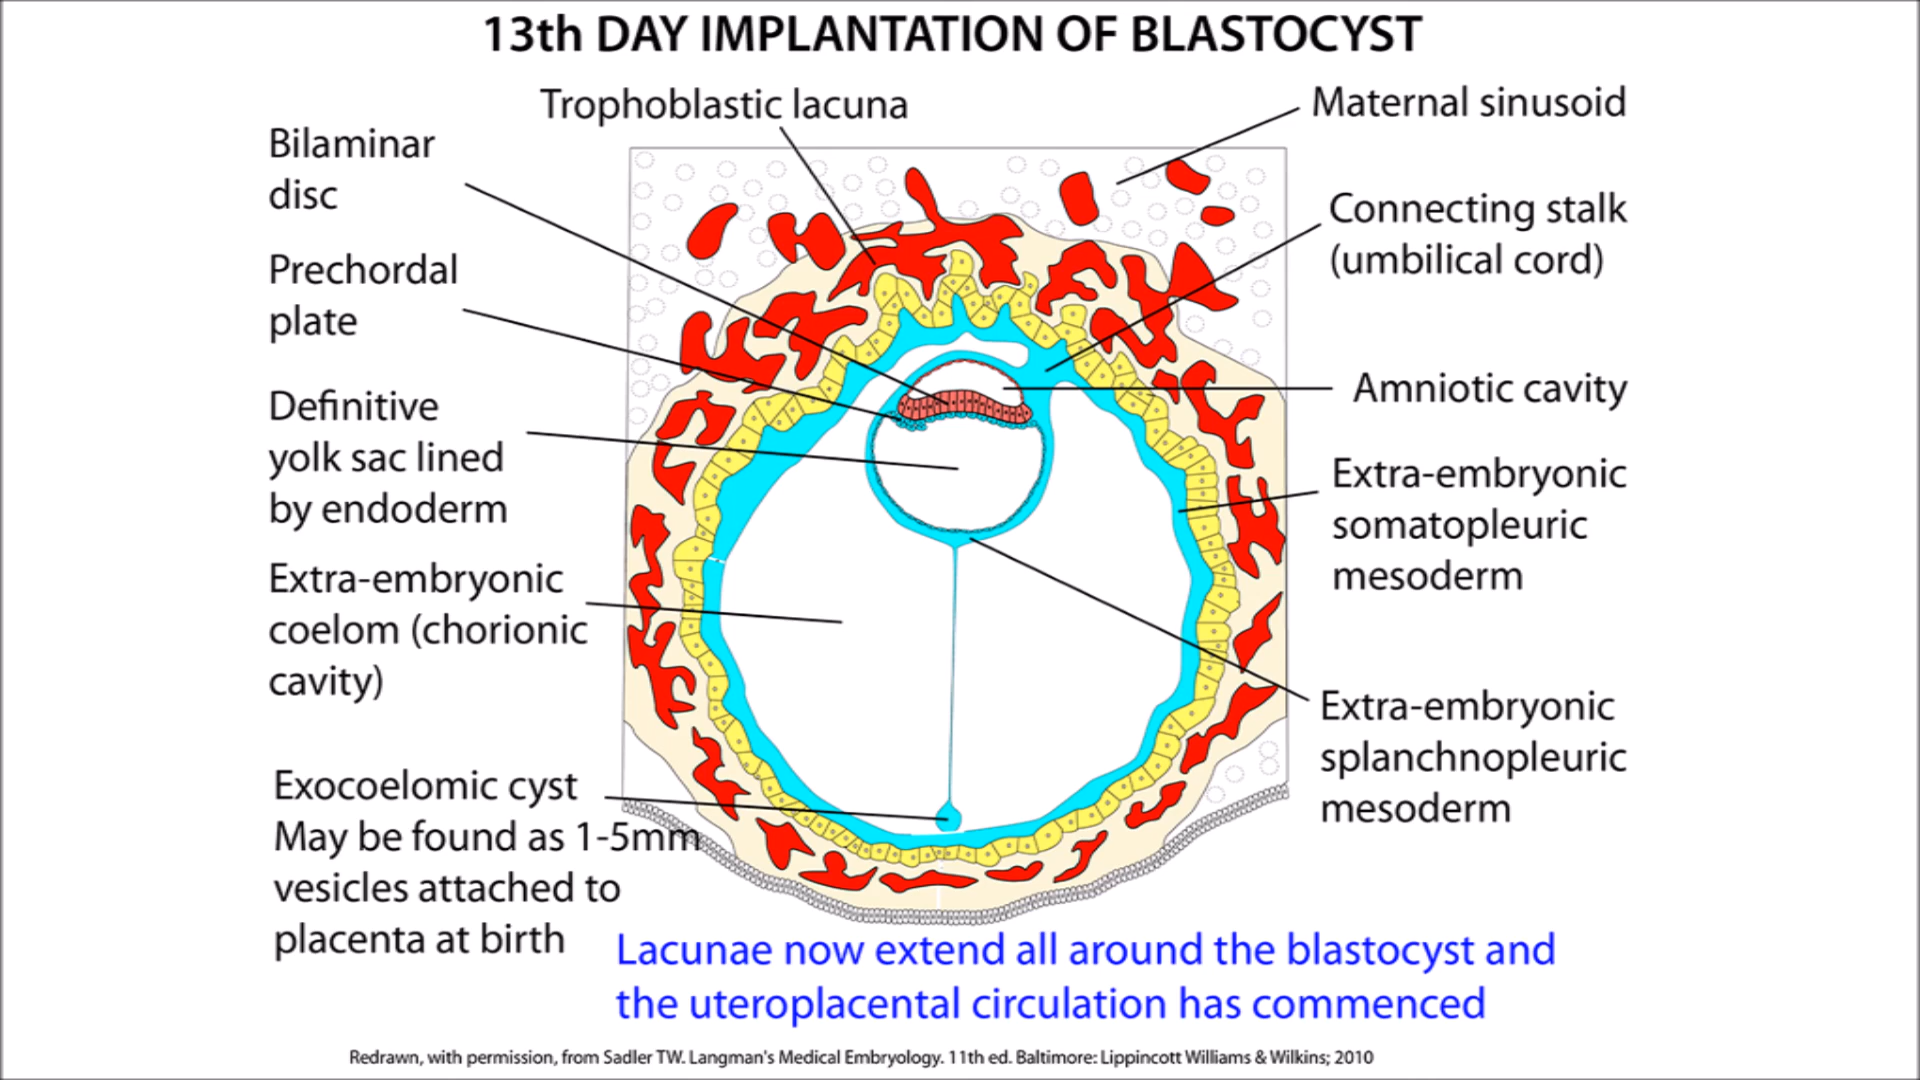 13th DAY IMPLANTATION OF BLASTOCYST
Trophoblastic lacuna
Maternal sinusoid
Bilaminar
disc
Connecting stalk
(umbilical cord)
Prechordal
plate
Amniotic cavity
Definitive
yolk sac lined
by endoderm
Extra-embryonic
somatopleuric
mesoderm
Extra-embryonic
coelom (chorionic
cavity)
Extra-embryonic
splanchnopleuric
mesoderm
Exocoelomic cyst
May be found as 1-5mm
vesicles attached to
placenta at birth
Lacunae now extend all around the blastocyst and
the uteroplacental circulation has commenced
Redrawn, with permission, from Sadler TW. Langman's Medical Embryology. 11th ed. Baltimore: Lippincott Williams & Wilkins; 2010